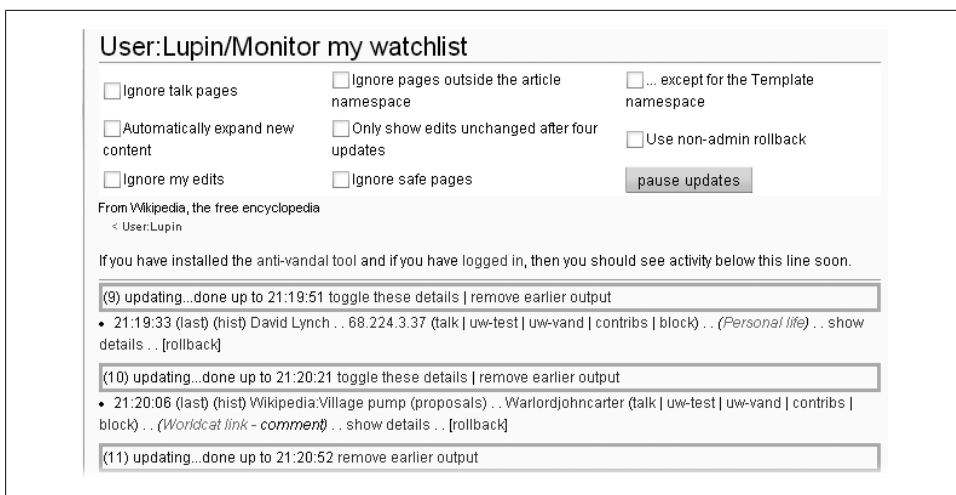 User:Lupin/Monitor my watchlist
Ignore talk pages
Ignore pages outside the article
namespace
... except for the Template
namespace
Automatically expand new
content
Only show edits unchanged after four
updates
Use non-admin rollback
Ignore my edits
Ignore safe pages
pause updates
From Wikipedia, the free encyclopedia
< User:Lupin
If you have installed the anti-vandal tool and if you have logged in, then you should see activity below this line soon.
(9) updating...done up to 21:19:51 toggle these details | remove earlier output
• 21:19:33 (last) (hist) David Lynch . . 68.224.3.37 (talk | uw-test | uw-vand | contribs | block) . . (Personal life) . . show
details . . [rollback]
(10) updating...done up to 21:20:21 toggle these details | remove earlier output
• 21:20:06 (last) (hist) Wikipedia:Village pump (proposals) . . Warlordjohncarter (talk | uw-test | uw-vand | contribs |
block) . . (Worldcat link - comment) . . show details . . [rollback]
(11) updating...done up to 21:20:52 remove earlier output